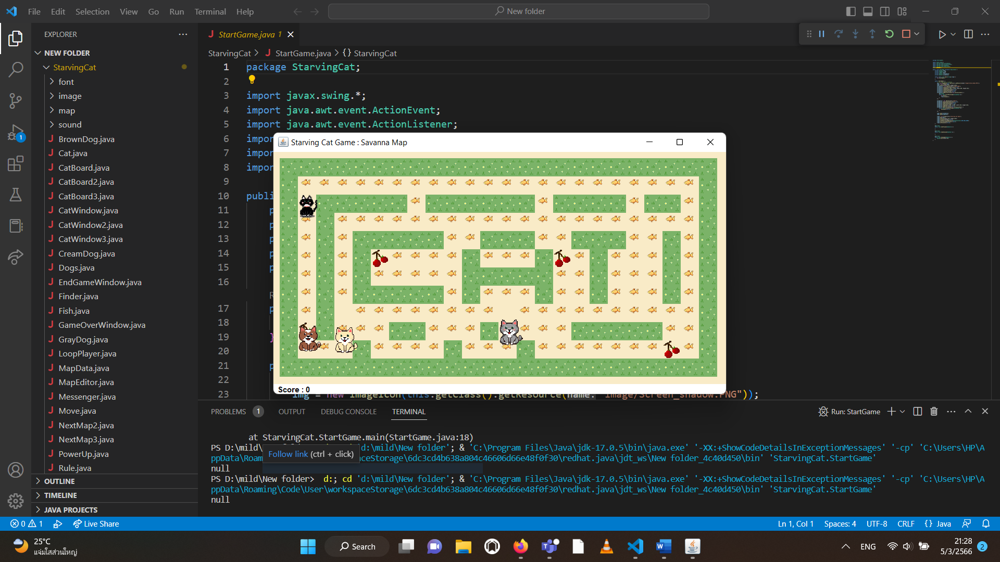 File Edit Selection View Go Run Terminal Help
New folder
EXPLORER
NEW FOLDER
StarvingCat
font
image
map
sound
BrownDog.java
Cat.java
CatBoard.java
CatBoard2.java
CatBoard3.java
CatWindow.java
CatWindow2.java
CatWindow3.java
CreamDog.java
Dogs.java
EndGameWindow.java
Finder.java
Fish.java
GameOverWindow.java
GrayDog.java
LoopPlayer.java
MapData.java
MapEditor.java
Messenger.java
Move.java
NextMap2.java
NextMap3.java
PowerUp.java
Rule.java
OUTLINE
TIMELINE
JAVA PROJECTS
1
StartGame.java 1
StarvingCat > StartGame.java > {} StarvingCat
1 package StarvingCat;
2
3 import javax.swing.*;
4 import java.awt.event.ActionEvent;
5 import java.awt.event.ActionListener;
6 impor
7 impor
8 impor
9
10 publi
11 p
12 p
13 p
14 p
15 p
16
R
17 p
18
19 }
20
21 p
22
23 img = new ImageIcon(this.getClass().getResource(name: "image/Screen_shadow.PNG"));
Starving Cat Game : Savanna Map
Score : 0
PROBLEMS 1 OUTPUT DEBUG CONSOLE TERMINAL
Run: StartGame
at StarvingCat.StartGame.main(StartGame.java:18)
PS D:\mild\ d:\mild\New folder'; & 'C:\Program Files\Java\jdk-17.0.5\bin\java.exe' '-XX:+ShowCodeDetailsInExceptionMessages' '-cp' 'C:\Users\HP\A
ppData\Roam ceStorage\6dc3cd4b638a804c46606d66e48f0f30\redhat.java\jdt_ws\New folder_4c40d450\bin' 'StarvingCat.StartGame'
Follow link (ctrl + click)
null
PS D:\mild\New folder> d:; cd 'd:\mild\New folder'; & 'C:\Program Files\Java\jdk-17.0.5\bin\java.exe' '-XX:+ShowCodeDetailsInExceptionMessages' '-cp' 'C:\Users\HP\A
ppData\Roaming\Code\User\workspaceStorage\6dc3cd4b638a804c46606d66e48f0f30\redhat.java\jdt_ws\New folder_4c40d450\bin' 'StarvingCat.StartGame'
null
0 1 Live Share
Ln 1, Col 1 Spaces: 4 UTF-8 CRLF {} Java
25°C
แจ่มใสส่วนใหญ่
Search
ENG
21:28
5/3/2566
2